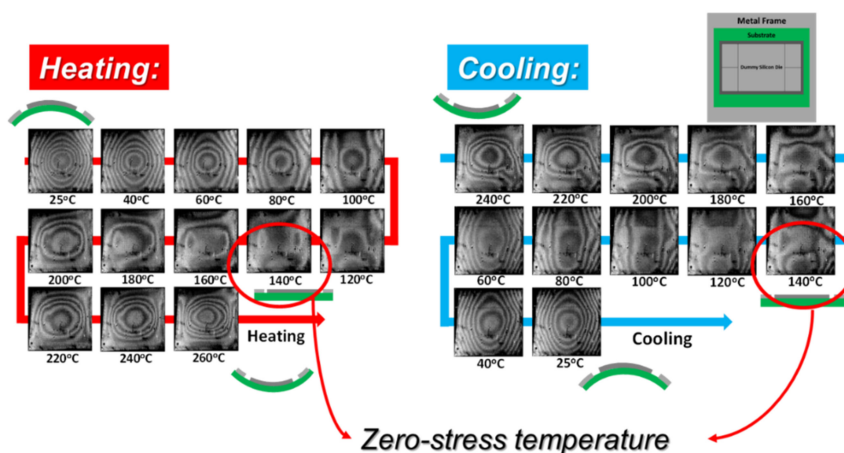 Heating:
25°C
40°C
60°C
80°C
100°C
200°C
180°C
160°C
140°C
120°C
220°C
240°C
260°C
Heating
Cooling:
Metal Frame
Substrate
Dummy Silicon Die
240°C
220°C
200°C
180°C
160°C
60°C
80°C
100°C
120°C
140°C
40°C
25°C
Cooling
Zero-stress temperature